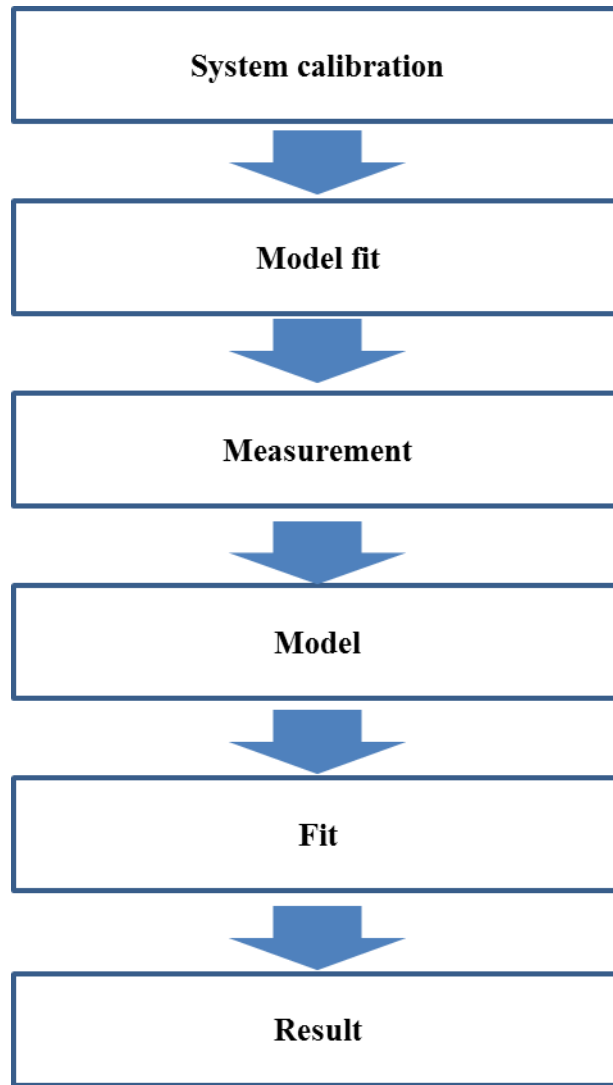 System calibration
Model fit
Measurement
Model
Fit
Result